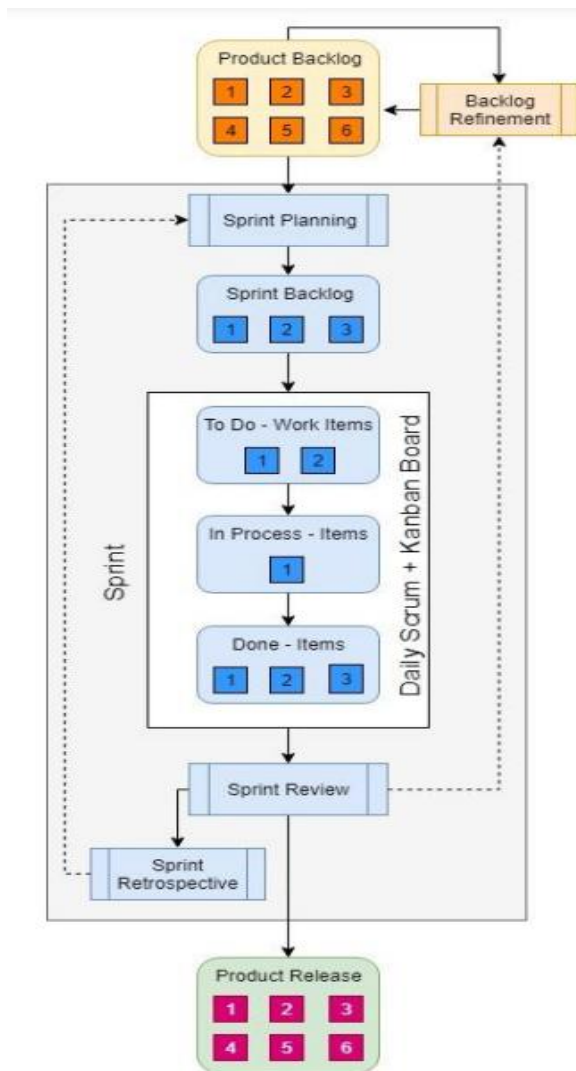 Product Backlog
1 2 3
4 5 6
Backlog
Refinement
Sprint Planning
Sprint Backlog
1 2 3
To Do - Work Items
1 2
In Process - Items
1
Done - Items
1 2 3
Sprint
Daily Scrum + Kanban Board
Sprint Review
Sprint
Retrospective
Product Release
1 2 3
4 5 6